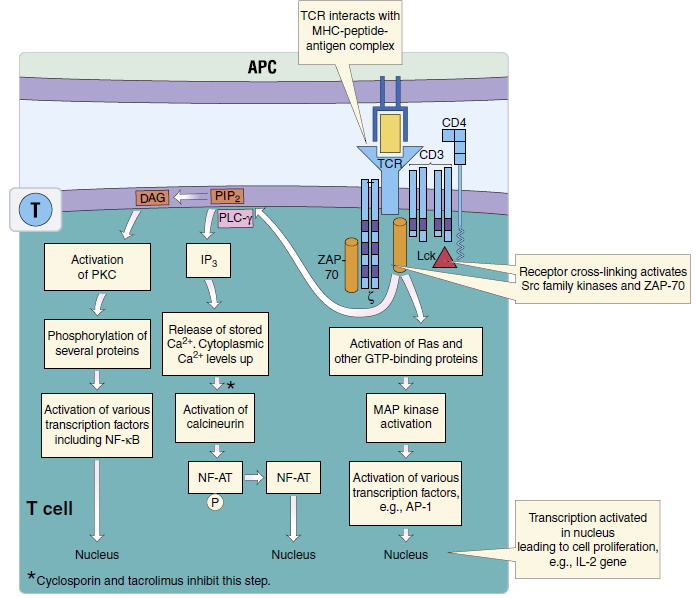 TCR interacts with
MHC-peptide-
antigen complex
APC
CD4
CD3
TCR
T
DAG
PIP₂
PLC-γ
Activation
of PKC
IP₃
ZAP-
70
ζ
Lck
Receptor cross-linking activates
Src family kinases and ZAP-70
Phosphorylation of
several proteins
Release of stored
Ca²⁺. Cytoplasmic
Ca²⁺ levels up
Activation of Ras and
other GTP-binding proteins
*
Activation of various
transcription factors
including NF-κB
Activation of
calcineurin
MAP kinase
activation
NF-AT
P
NF-AT
Activation of various
transcription factors,
e.g., AP-1
T cell
Transcription activated
in nucleus
leading to cell proliferation,
e.g., IL-2 gene
Nucleus
Nucleus
Nucleus
*Cyclosporin and tacrolimus inhibit this step.